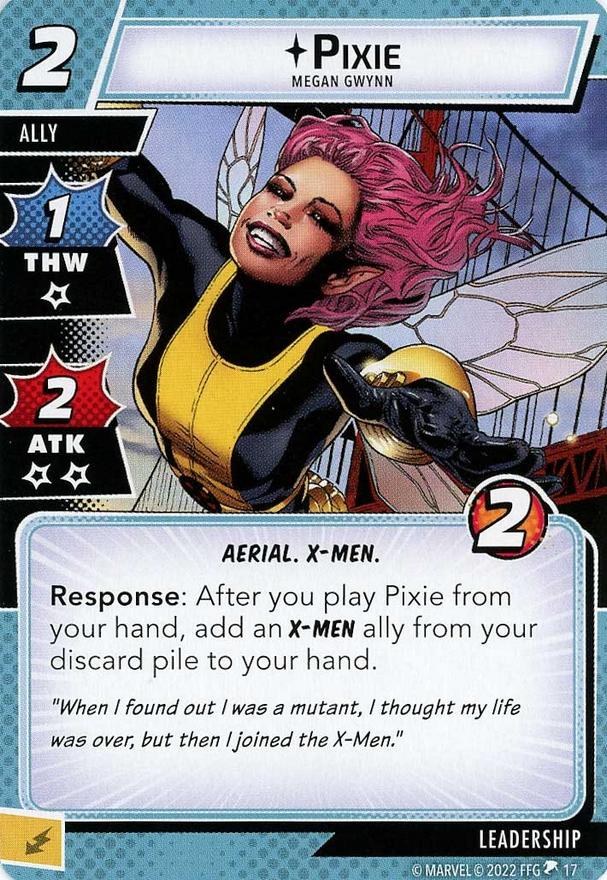 2
PIXIE
MEGAN GWYNN
ALLY
1
THW
2
ATK
2
AERIAL. X-MEN.
Response: After you play Pixie from
your hand, add an X-MEN ally from your
discard pile to your hand.
"When I found out I was a mutant, I thought my life
was over, but then I joined the X-Men."
LEADERSHIP
© MARVEL © 2022 FFG 17